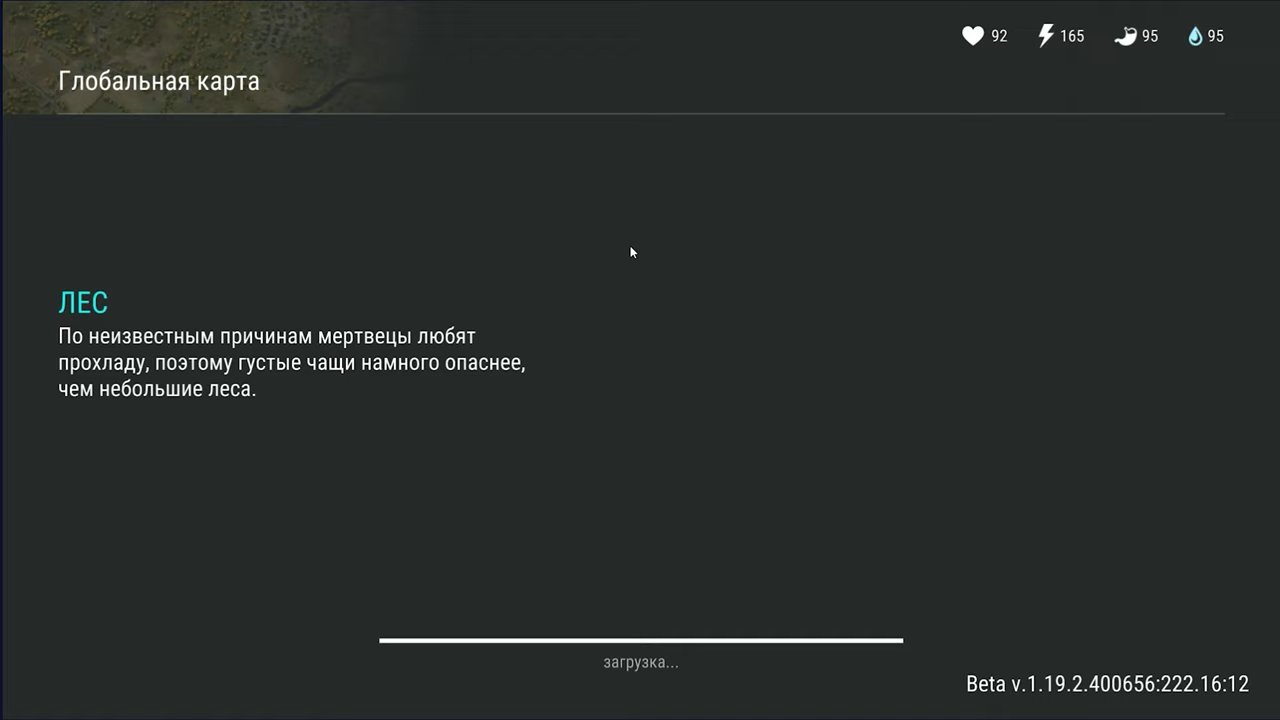 92 165 95 95
Глобальная карта
ЛЕС
По неизвестным причинам мертвецы любят
прохладу, поэтому густые чащи намного опаснее,
чем небольшие леса.
загрузка...
Beta v.1.19.2.400656:222.16:12